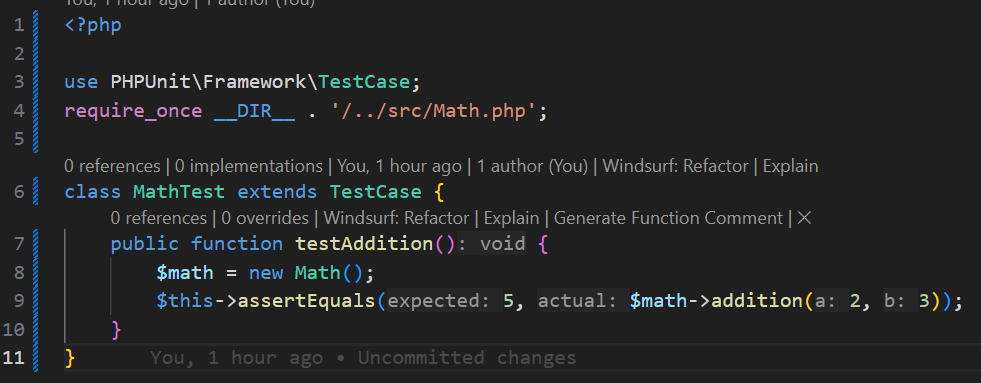 You, 1 hour ago | 1 author (You)
1 <?php
2
3 use PHPUnit\Framework\TestCase;
4 require_once __DIR__ . '/../src/Math.php';
5
0 references | 0 implementations | You, 1 hour ago | 1 author (You) | Windsurf: Refactor | Explain
6 class MathTest extends TestCase {
0 references | 0 overrides | Windsurf: Refactor | Explain | Generate Function Comment | ×
7 public function testAddition(): void {
8 $math = new Math();
9 $this->assertEquals(expected: 5, actual: $math->addition(a: 2, b: 3));
10 }
11 } You, 1 hour ago • Uncommitted changes